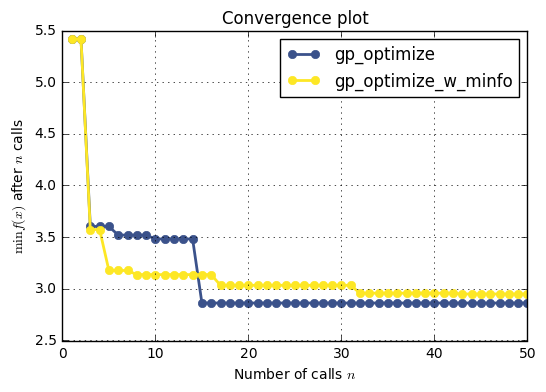 Convergence plot
gp_optimize
gp_optimize_w_minfo
5.5
5.0
4.5
4.0
3.5
3.0
2.5
min f(x) after n calls
0 10 20 30 40 50
Number of calls n